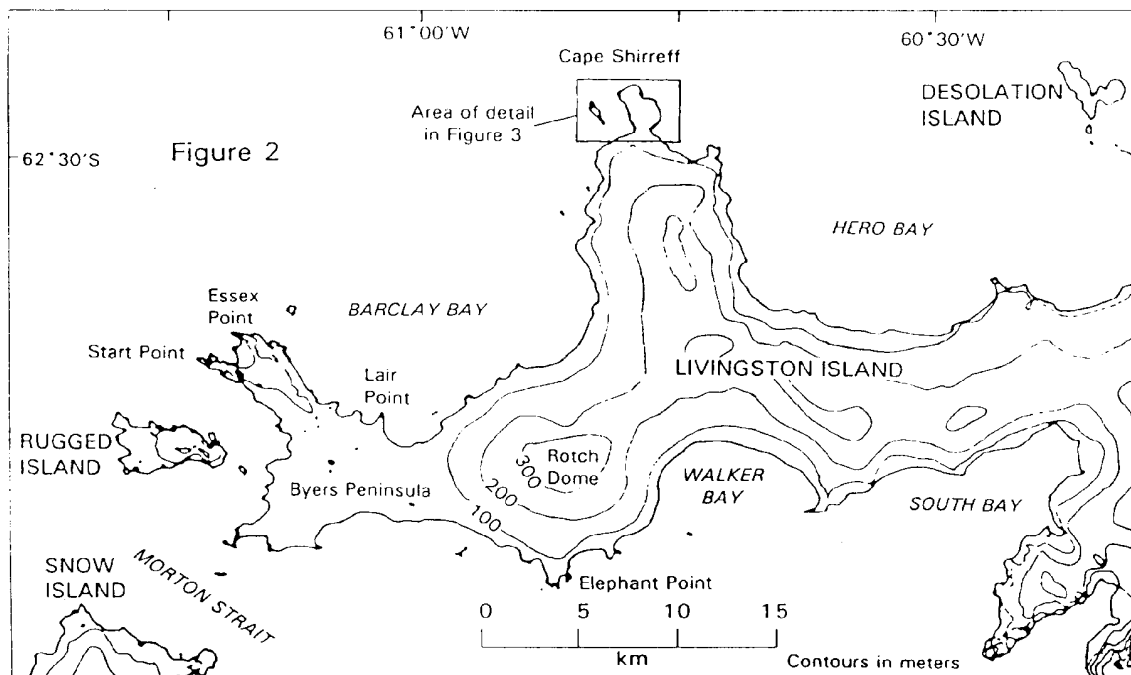 61°00'W
60°30'W
Cape Shirreff
Area of detail
in Figure 3
DESOLATION
ISLAND
62°30'S
Figure 2
HERO BAY
Essex
Point
BARCLAY BAY
Start Point
Lair
Point
LIVINGSTON ISLAND
RUGGED
ISLAND
Rotch
Dome
300
200
100
Byers Peninsula
WALKER
BAY
SOUTH BAY
SNOW
ISLAND
MORTON STRAIT
Elephant Point
0 5 10 15
km
Contours in meters